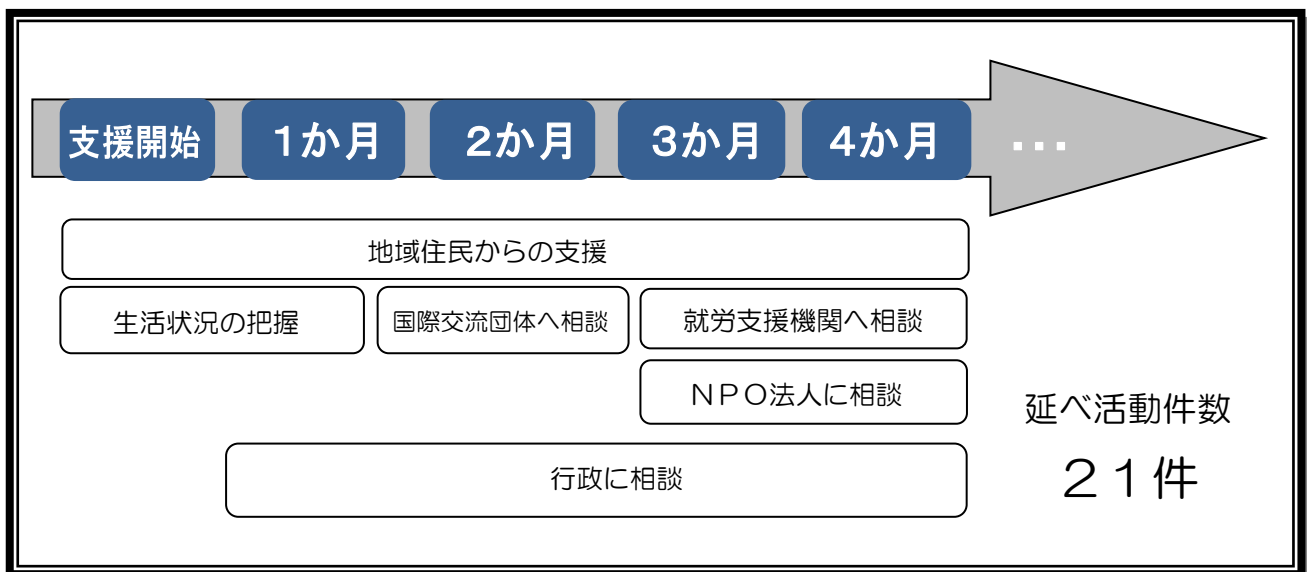 支援開始 1か月 2か月 3か月 4か月 …
地域住民からの支援
生活状況の把握 国際交流団体へ相談 就労支援機関へ相談
ＮＰＯ法人に相談
延べ活動件数
行政に相談
２１件